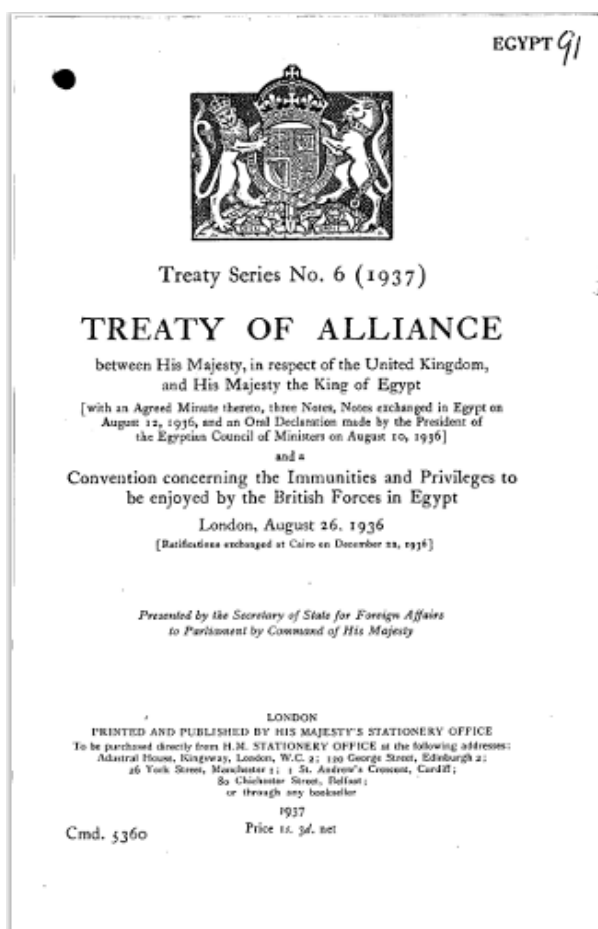 EGYPT 91
Treaty Series No. 6 (1937)
TREATY OF ALLIANCE
between His Majesty, in respect of the United Kingdom,
and His Majesty the King of Egypt
[with an Agreed Minute thereto, three Notes, Notes exchanged in Egypt on
August 12, 1936, and an Oral Declaration made by the President of
the Egyptian Council of Ministers on August 10, 1936]
and a
Convention concerning the Immunities and Privileges to
be enjoyed by the British Forces in Egypt
London, August 26. 1936
[Ratifications exchanged at Cairo on December 22, 1936]
Presented by the Secretary of State for Foreign Affairs
to Parliament by Command of His Majesty
LONDON
PRINTED AND PUBLISHED BY HIS MAJESTY'S STATIONERY OFFICE
To be purchased directly from H.M. STATIONERY OFFICE at the following addresses:
Adastral House, Kingsway, London, W.C. 2; 120 George Street, Edinburgh 2;
26 York Street, Manchester 1; 1 St. Andrew's Crescent, Cardiff;
80 Chichester Street, Belfast;
or through any bookseller
1937
Cmd. 5360
Price 1s. 3d. net